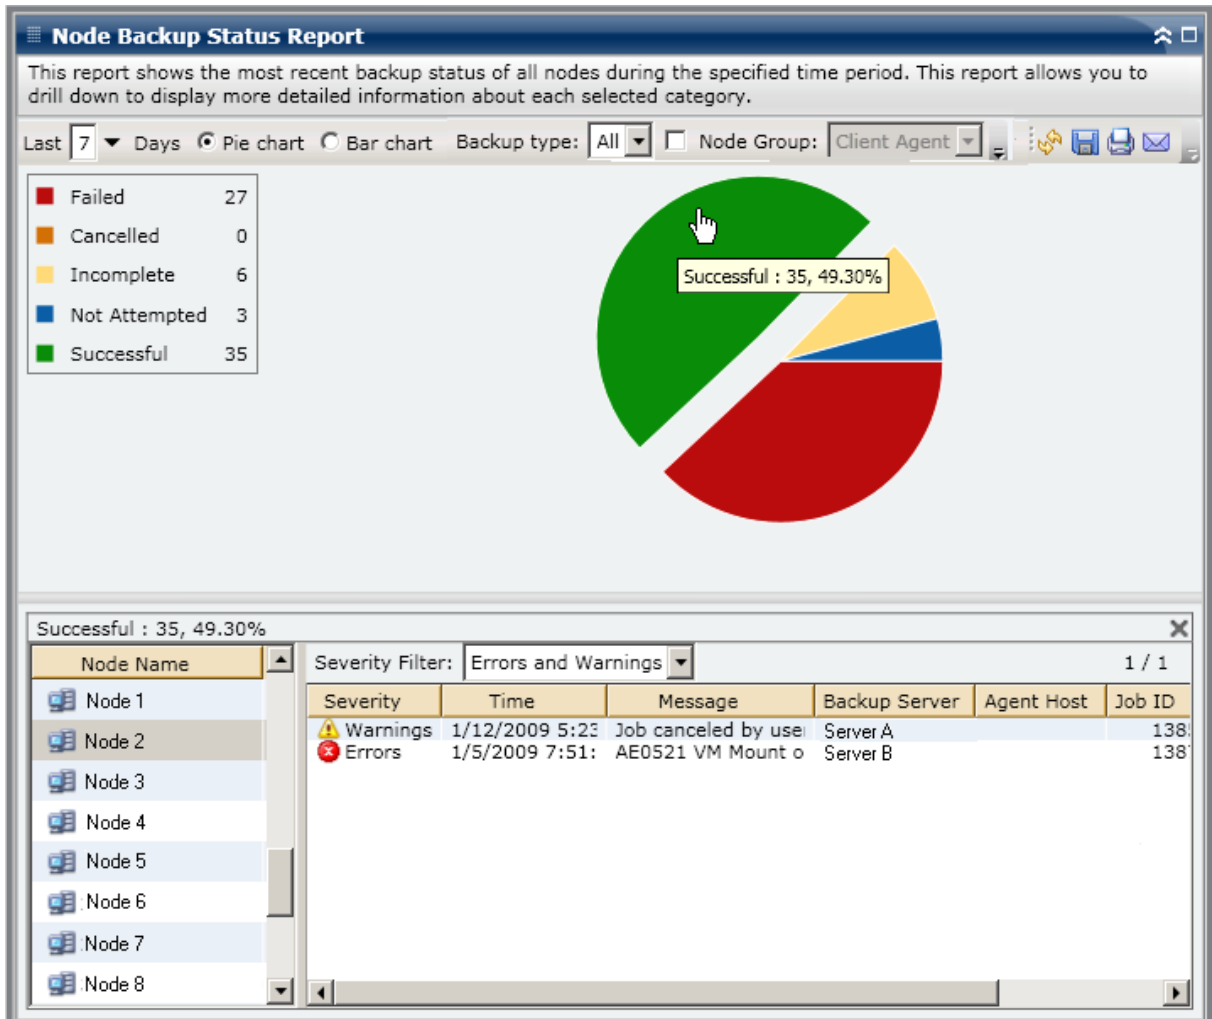 Node Backup Status Report
This report shows the most recent backup status of all nodes during the specified time period. This report allows you to
drill down to display more detailed information about each selected category.
Last 7 Days Pie chart Bar chart Backup type: All Node Group: Client Agent
Failed 27
Cancelled 0
Incomplete 6
Not Attempted 3
Successful 35
Successful : 35, 49.30%
Successful : 35, 49.30%
Node Name
Node 1
Node 2
Node 3
Node 4
Node 5
Node 6
Node 7
Node 8
Severity Filter: Errors and Warnings 1 / 1
Severity Time Message Backup Server Agent Host Job ID
Warnings 1/12/2009 5:23 Job canceled by use Server A 138
Errors 1/5/2009 7:51: AE0521 VM Mount o Server B 138